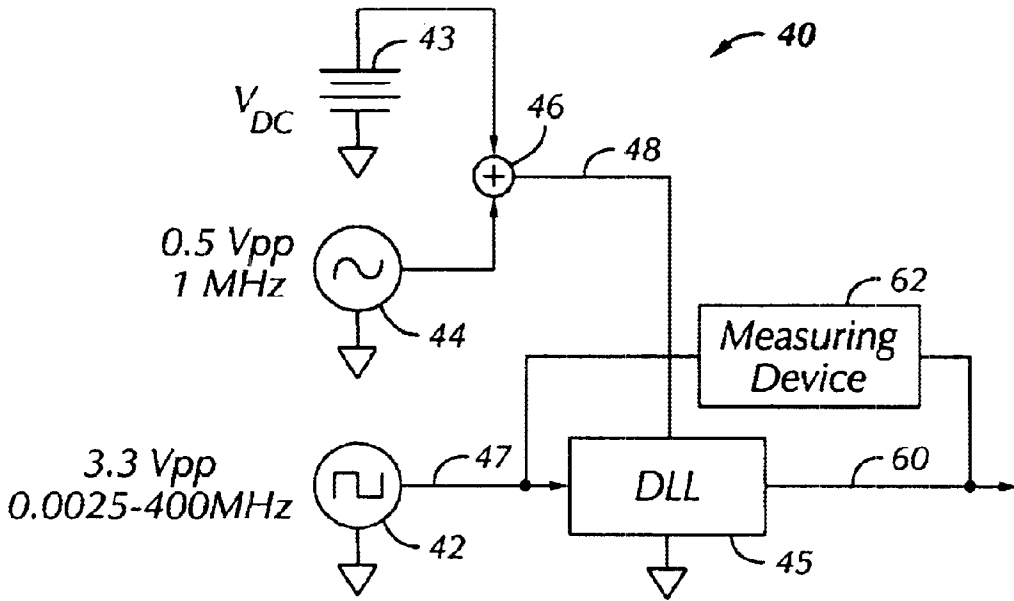 40
43
V DC
46
48
+
0.5 Vpp
1 MHz
44
62
Measuring
Device
3.3 Vpp
0.0025-400MHz
47
42
DLL
60
45